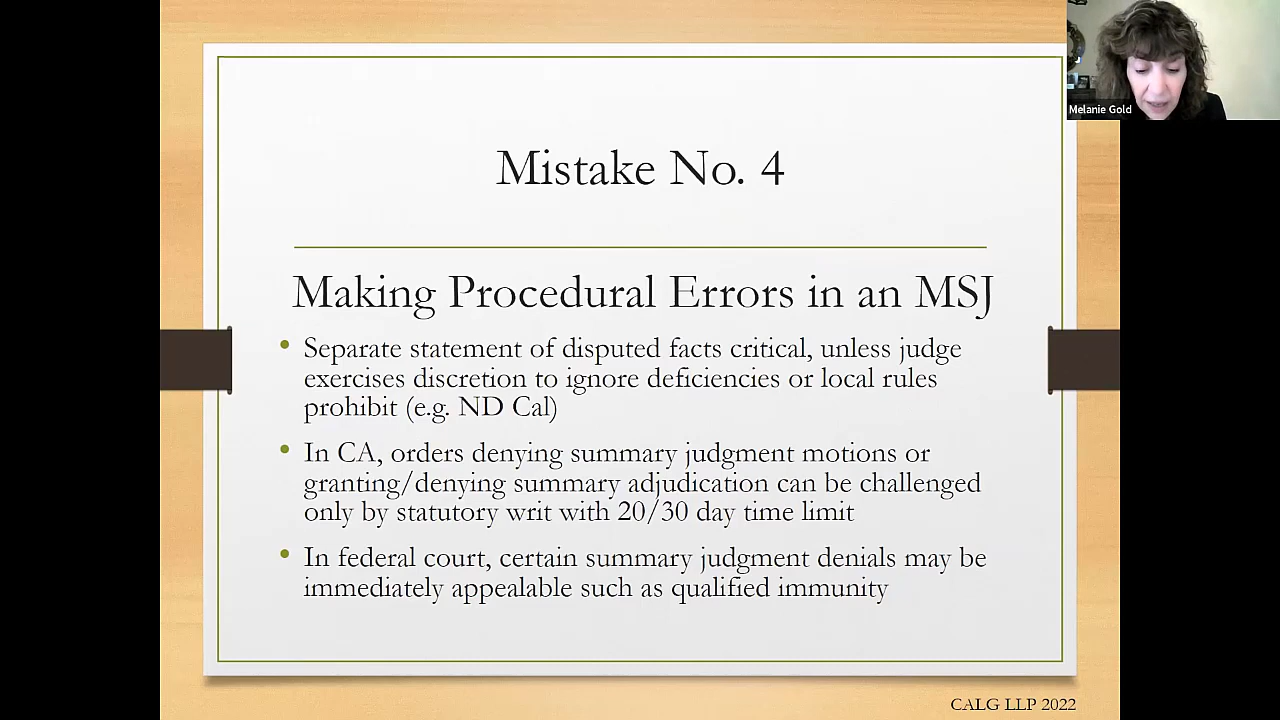 Melanie Gold
Mistake No. 4
Making Procedural Errors in an MSJ
• Separate statement of disputed facts critical, unless judge
exercises discretion to ignore deficiencies or local rules
prohibit (e.g. ND Cal)
• In CA, orders denying summary judgment motions or
granting/denying summary adjudication can be challenged
only by statutory writ with 20/30 day time limit
• In federal court, certain summary judgment denials may be
immediately appealable such as qualified immunity
CALG LLP 2022